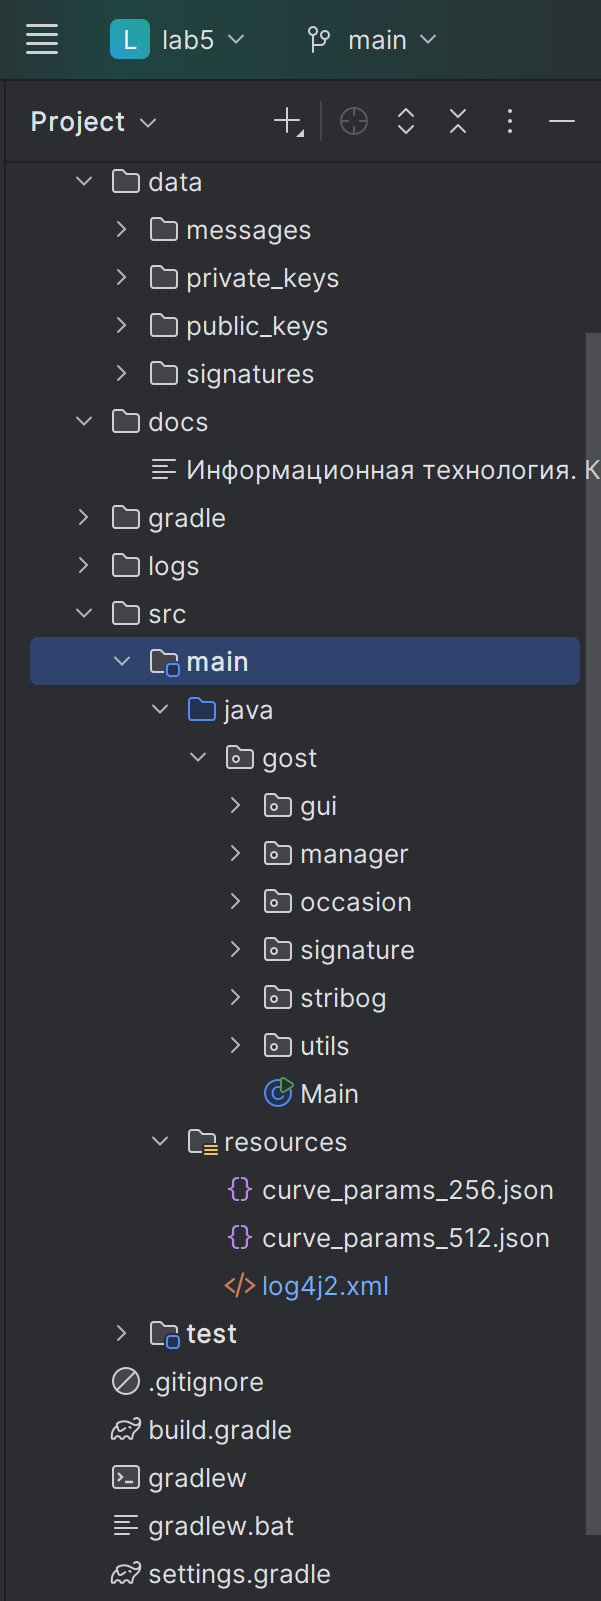 L lab5 main
Project
data
messages
private_keys
public_keys
signatures
docs
Информационная технология. К
gradle
logs
src
main
java
gost
gui
manager
occasion
signature
stribog
utils
Main
resources
curve_params_256.json
curve_params_512.json
log4j2.xml
test
.gitignore
build.gradle
gradlew
gradlew.bat
settings.gradle